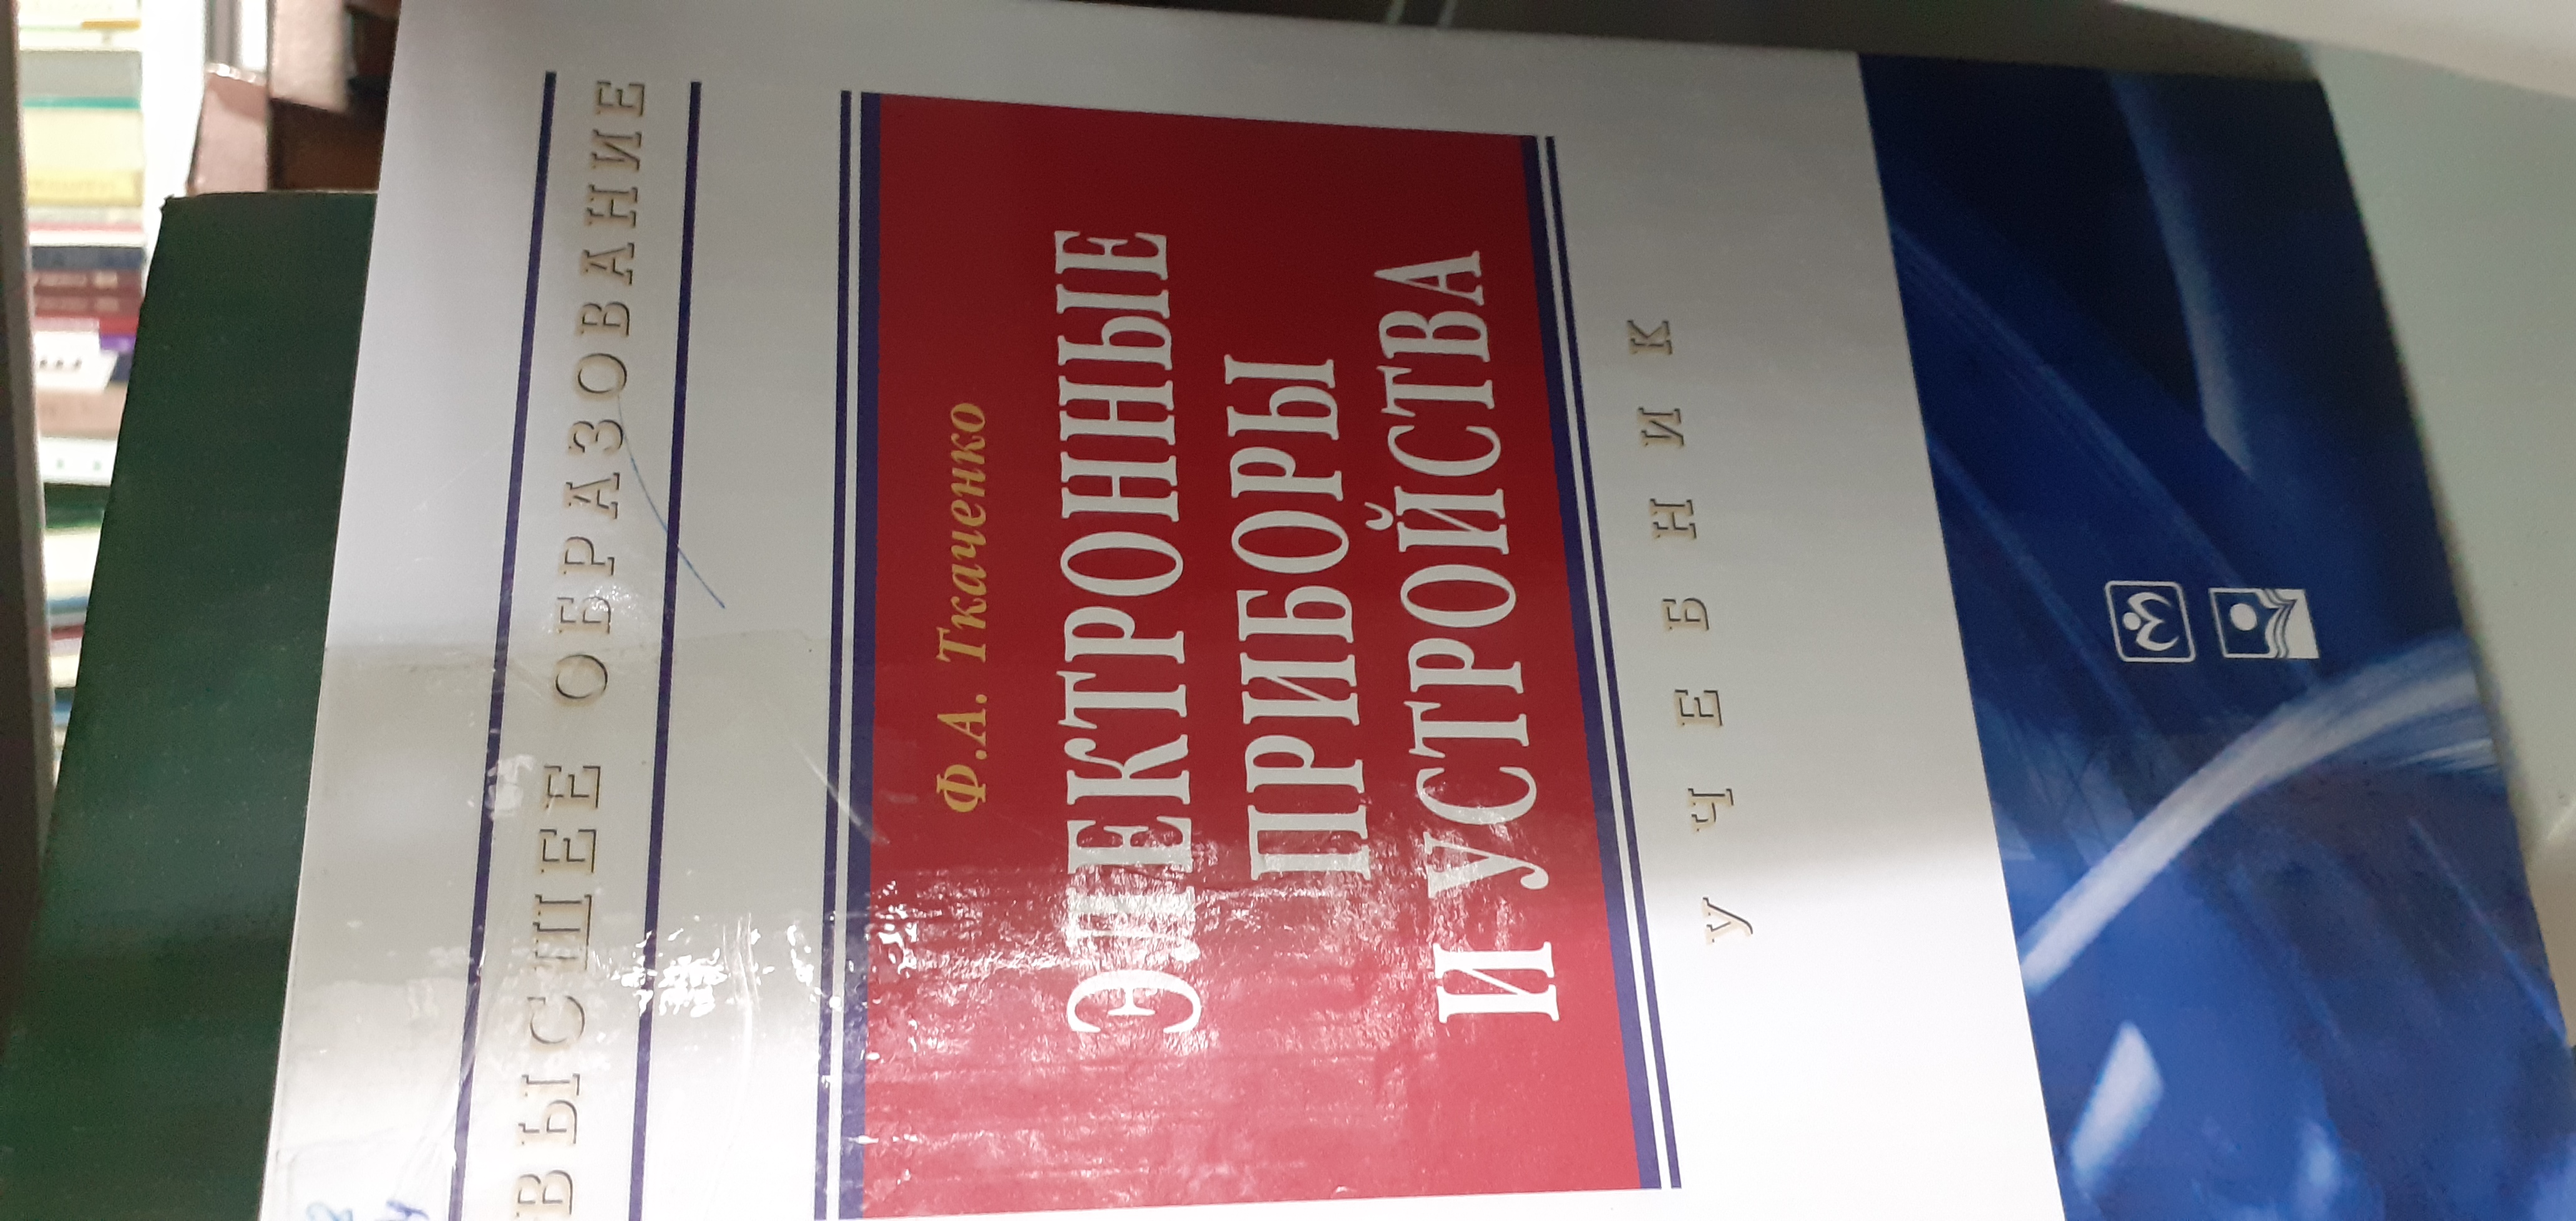 ВЫСШЕЕ ОБРАЗОВАНИЕ
Ф.А. Ткаченко
ЭЛЕКТРОННЫЕ
ПРИБОРЫ
И УСТРОЙСТВА
УЧЕБНИК